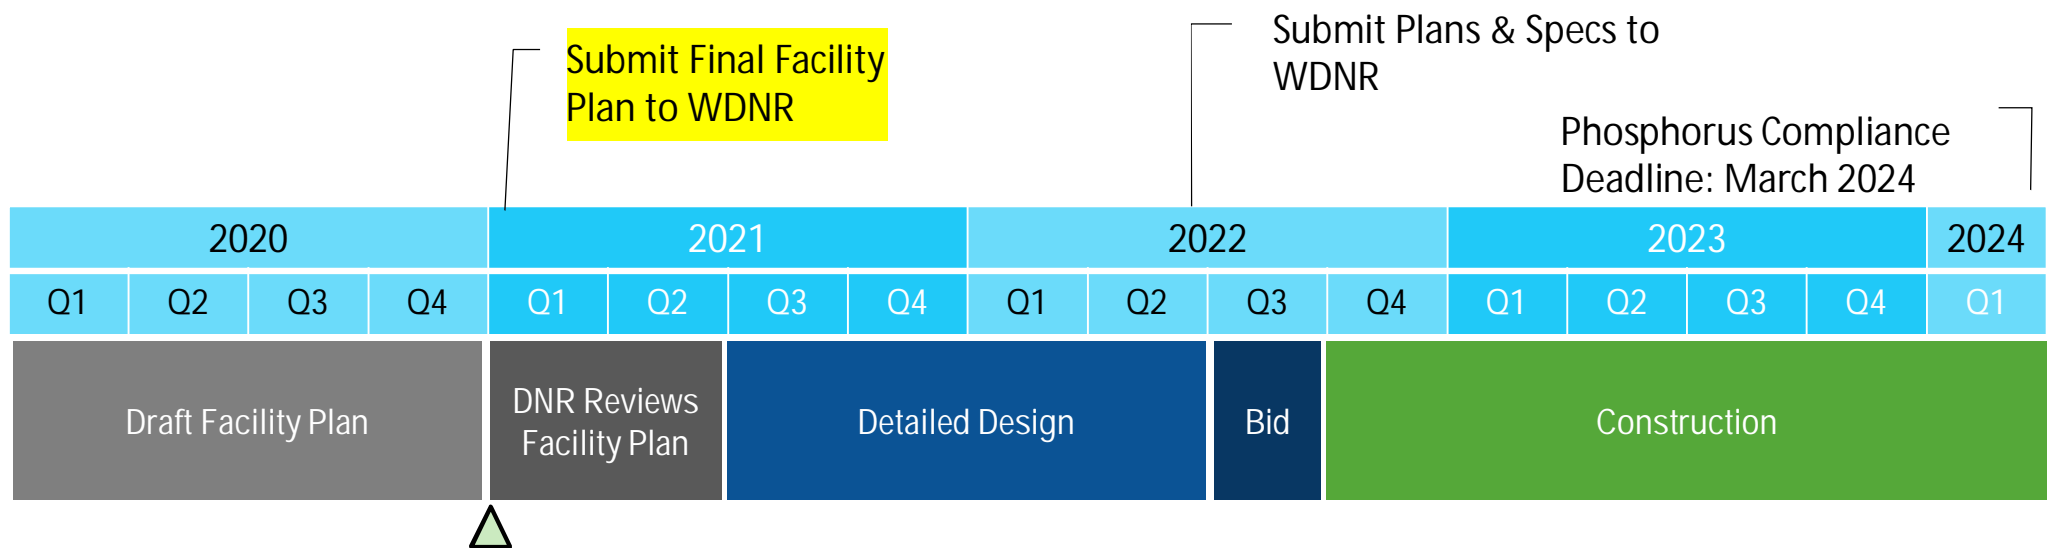 Submit Final Facility
Plan to WDNR
Submit Plans & Specs to
WDNR
Phosphorus Compliance
Deadline: March 2024
2020 2021 2022 2023 2024
Q1 Q2 Q3 Q4 Q1 Q2 Q3 Q4 Q1 Q2 Q3 Q4 Q1 Q2 Q3 Q4 Q1
Draft Facility Plan
DNR Reviews
Facility Plan
Detailed Design
Bid
Construction